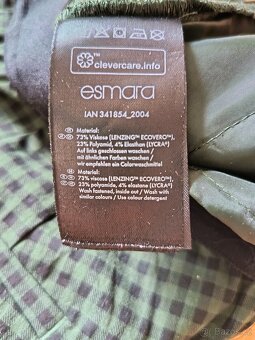 clevercare.info
esmara
IAN 341854_2004
Material:
73% Viskose (LENZING™ ECOVERO™),
23% Polyamid, 4% Elasthan (LYCRA®)
Auf links geschlossen waschen /
mit ähnlichen Farben waschen /
wir empfehlen ein Colorwaschmittel
Material:
73% viscose (LENZING™ ECOVERO™),
23% polyamide, 4% elastane (LYCRA®)
Wash fastened, inside out / Wash with
similar colours / Use colour detergent